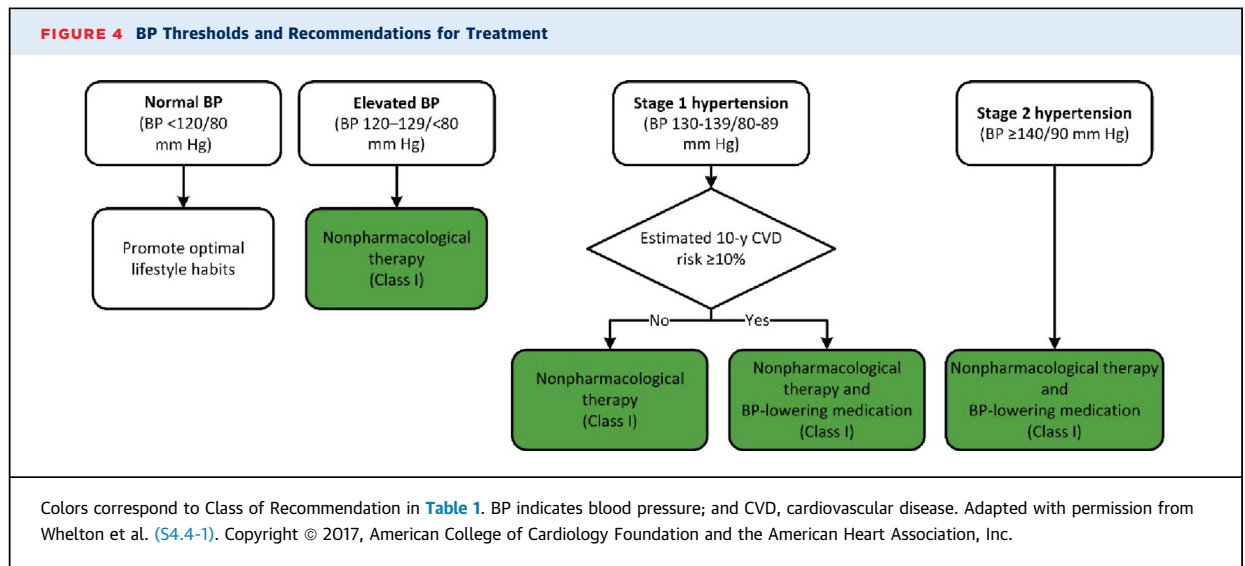 FIGURE 4 BP Thresholds and Recommendations for Treatment
Normal BP
(BP <120/80
mm Hg)
Elevated BP
(BP 120–129/<80
mm Hg)
Stage 1 hypertension
(BP 130-139/80-89
mm Hg)
Stage 2 hypertension
(BP ≥140/90 mm Hg)
Promote optimal
lifestyle habits
Nonpharmacological
therapy
(Class I)
Estimated 10-y CVD
risk ≥10%
No
Yes
Nonpharmacological
therapy
(Class I)
Nonpharmacological
therapy and
BP-lowering medication
(Class I)
Nonpharmacological therapy
and
BP-lowering medication
(Class I)
Colors correspond to Class of Recommendation in Table 1. BP indicates blood pressure; and CVD, cardiovascular disease. Adapted with permission from
Whelton et al. (S4.4-1). Copyright © 2017, American College of Cardiology Foundation and the American Heart Association, Inc.